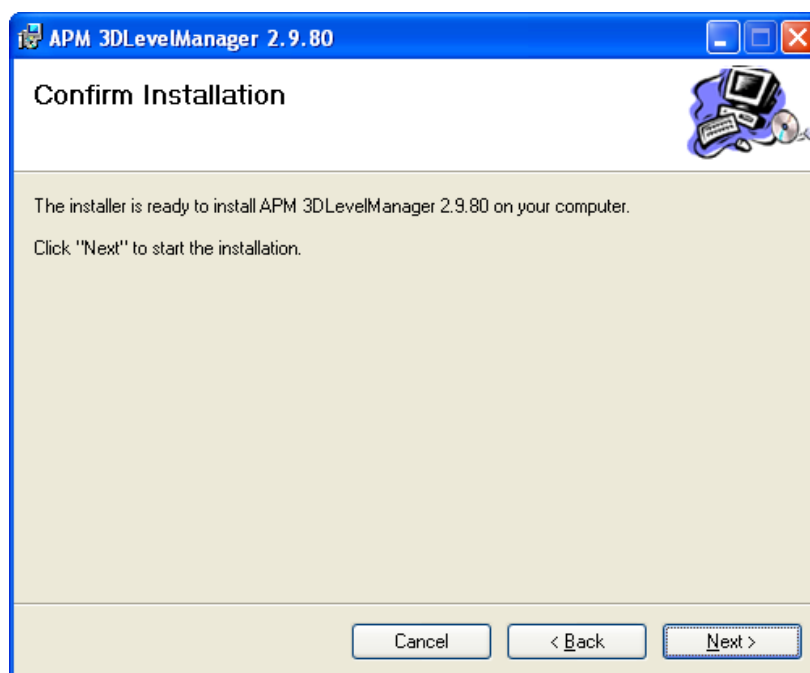 APM 3DLevelManager 2.9.80
Confirm Installation
The installer is ready to install APM 3DLevelManager 2.9.80 on your computer.
Click "Next" to start the installation.
Cancel
< Back
Next >